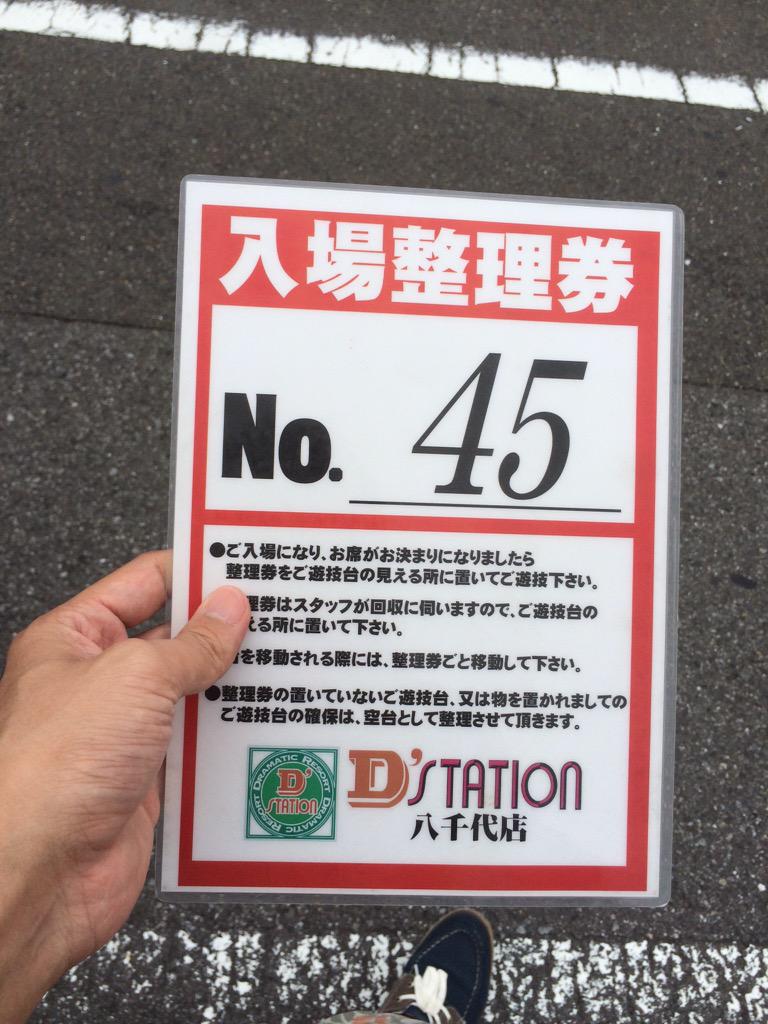 入場整理券
No. 45
●ご入場になり、お席がお決まりになりましたら
整理券をご遊技台の見える所に置いてご遊技下さい。
理券はスタッフが回収に伺いますので、ご遊技台の
える所に置いて下さい。
を移動される際には、整理券ごと移動して下さい。
●整理券の置いていないご遊技台、又は物を置かれましての
ご遊技台の確保は、空台として整理させて頂きます。
DRAMATIC RESORT DRAMATIC RESORT
D'STATION
D'STATION
八千代店